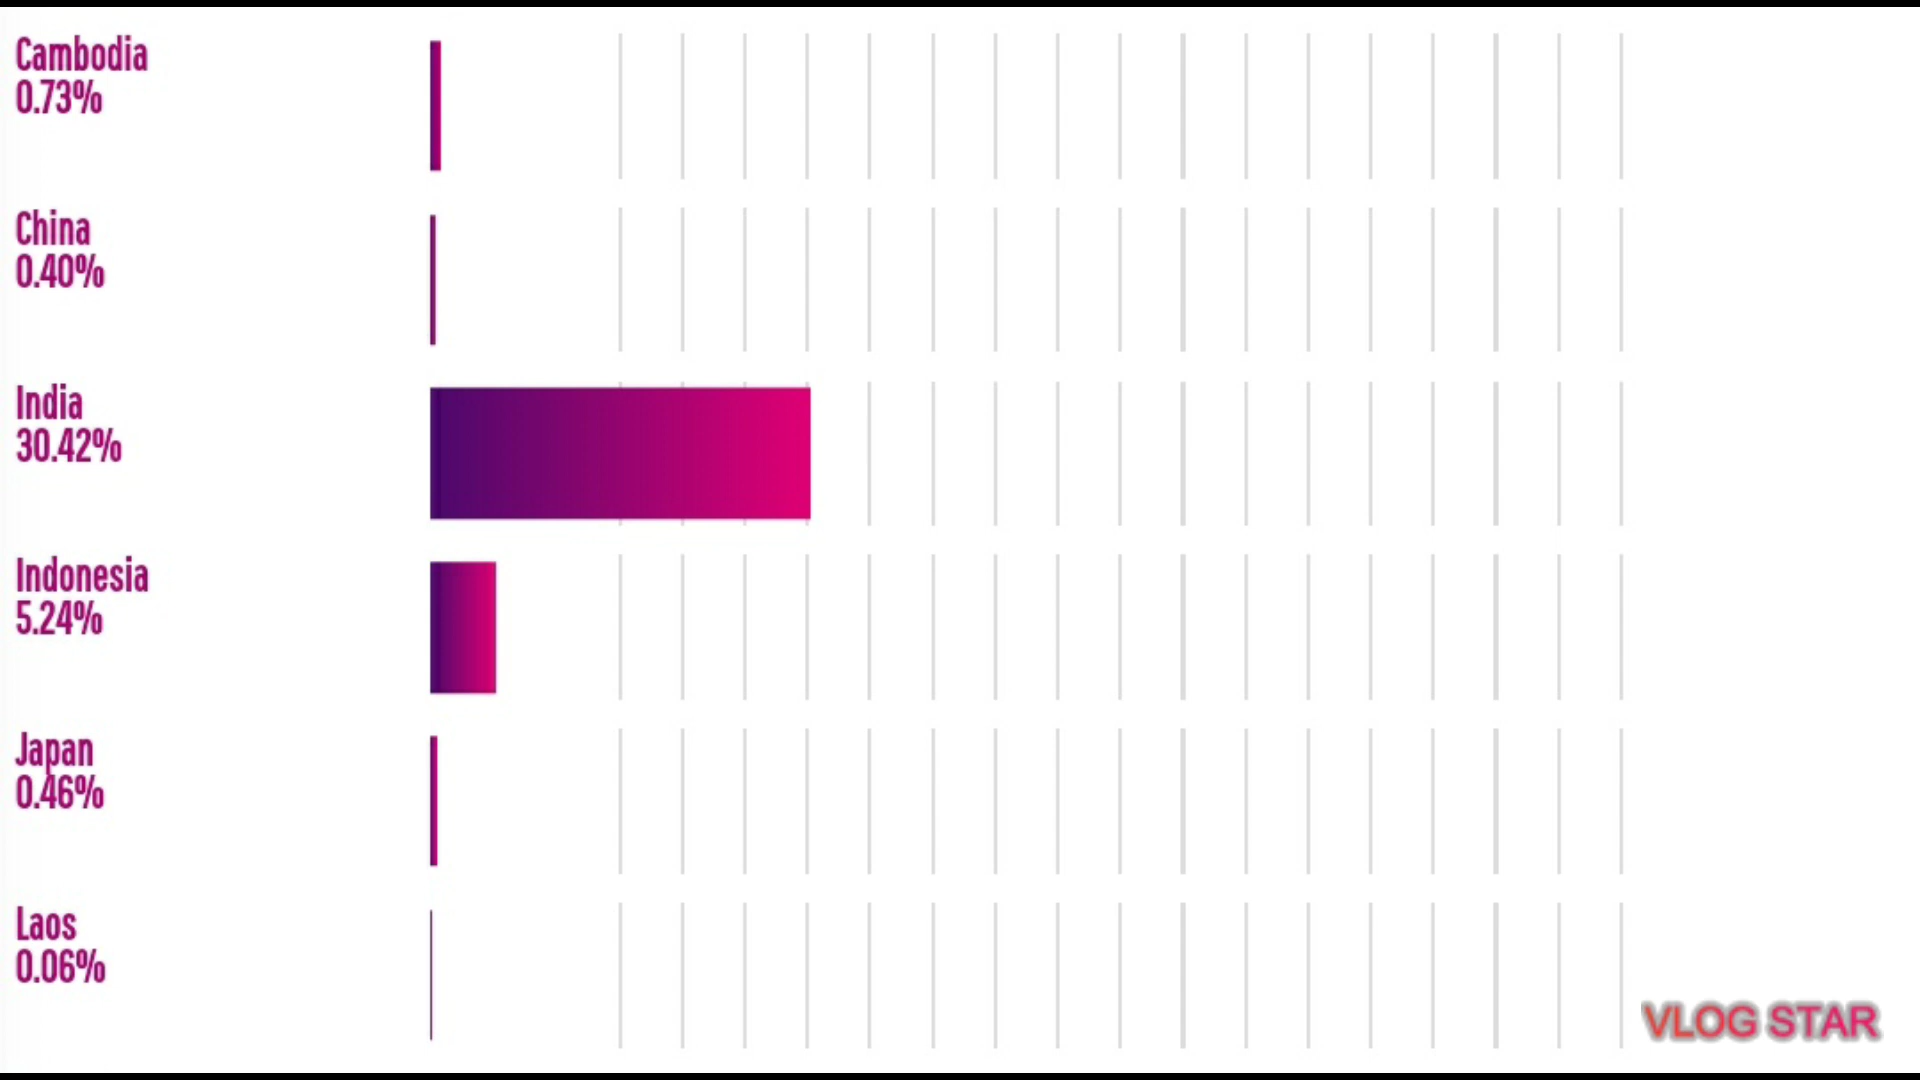 Cambodia
0.73%
China
0.40%
India
30.42%
Indonesia
5.24%
Japan
0.46%
Laos
0.06%
VLOG STAR